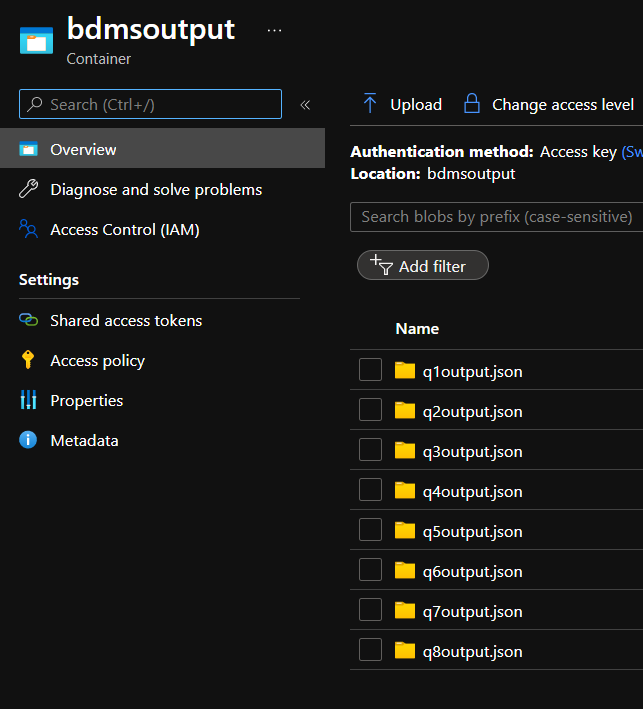 bdmsoutput ...
Container
Search (Ctrl+/) «
Overview
Diagnose and solve problems
Access Control (IAM)
Settings
Shared access tokens
Access policy
Properties
Metadata
Upload Change access level
Authentication method: Access key (Sw
Location: bdmsoutput
Search blobs by prefix (case-sensitive)
Add filter
Name
q1output.json
q2output.json
q3output.json
q4output.json
q5output.json
q6output.json
q7output.json
q8output.json